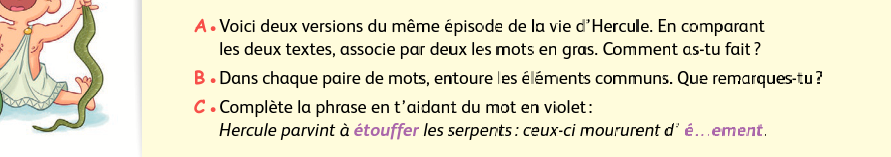 A • Voici deux versions du même épisode de la vie d'Hercule. En comparant
les deux textes, associe par deux les mots en gras. Comment as-tu fait ?
B • Dans chaque paire de mots, entoure les éléments communs. Que remarques-tu ?
C • Complète la phrase en t'aidant du mot en violet :
Hercule parvint à étouffer les serpents : ceux-ci moururent d' é...ement.